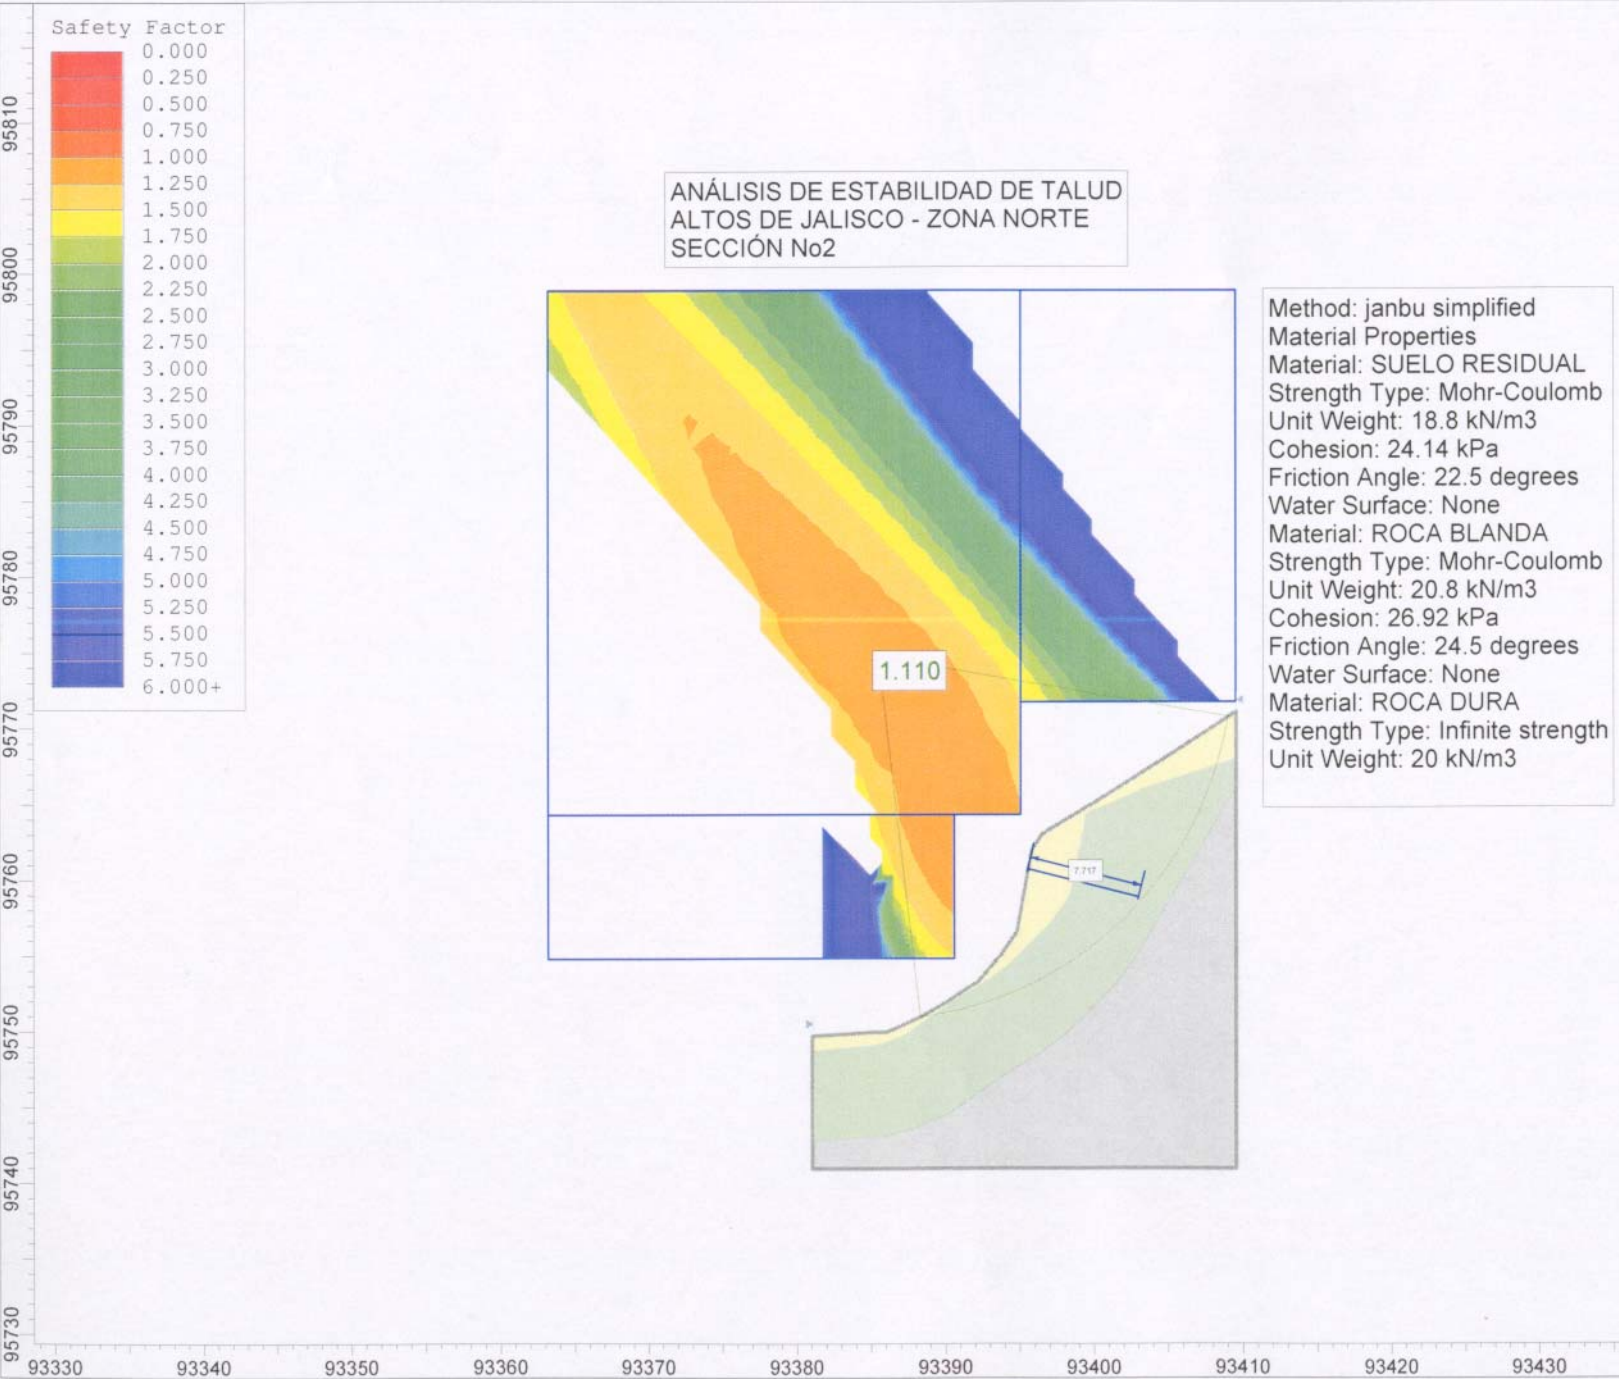 Safety Factor
0.000
0.250
0.500
0.750
1.000
1.250
1.500
1.750
2.000
2.250
2.500
2.750
3.000
3.250
3.500
3.750
4.000
4.250
4.500
4.750
5.000
5.250
5.500
5.750
6.000+
ANÁLISIS DE ESTABILIDAD DE TALUD
ALTOS DE JALISCO - ZONA NORTE
SECCIÓN No2
Method: janbu simplified
Material Properties
Material: SUELO RESIDUAL
Strength Type: Mohr-Coulomb
Unit Weight: 18.8 kN/m3
Cohesion: 24.14 kPa
Friction Angle: 22.5 degrees
Water Surface: None
Material: ROCA BLANDA
Strength Type: Mohr-Coulomb
Unit Weight: 20.8 kN/m3
Cohesion: 26.92 kPa
Friction Angle: 24.5 degrees
Water Surface: None
Material: ROCA DURA
Strength Type: Infinite strength
Unit Weight: 20 kN/m3
1.110
7.717
95810
95800
95790
95780
95770
95760
95750
95740
95730
93330 93340 93350 93360 93370 93380 93390 93400 93410 93420 93430